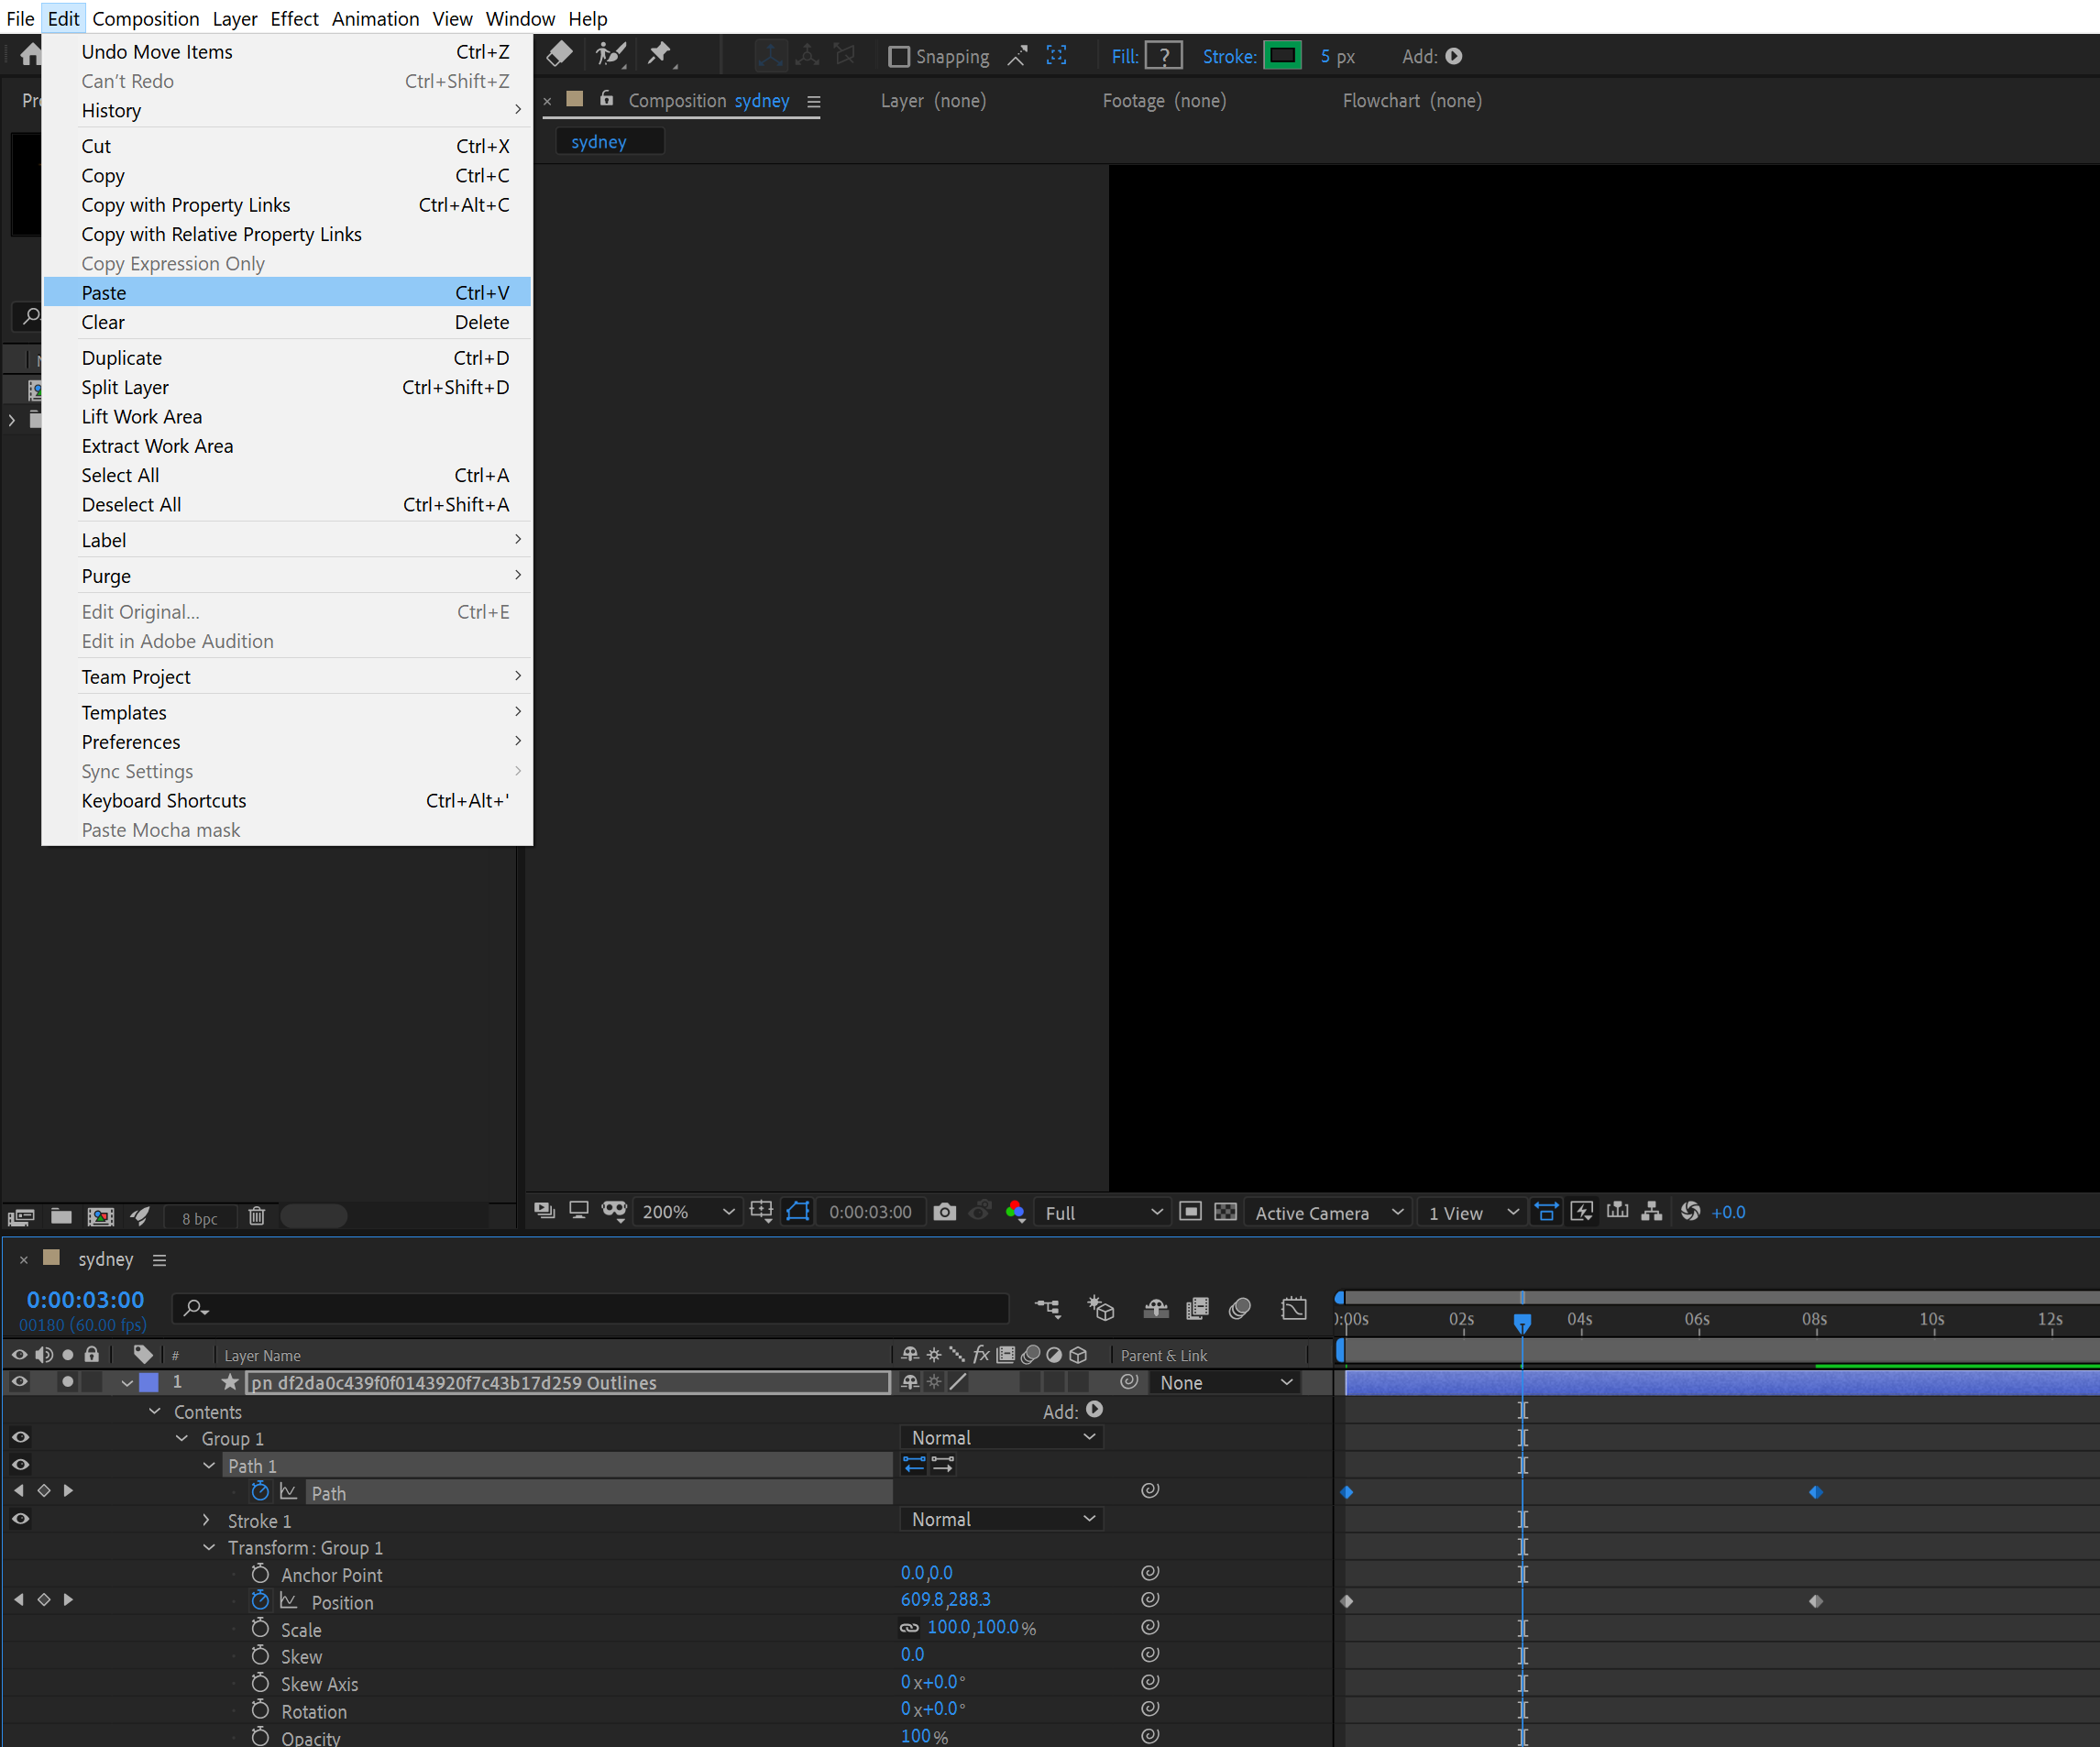 File Edit Composition Layer Effect Animation View Window Help
Undo Move Items Ctrl+Z
Can't Redo Ctrl+Shift+Z
History
Cut Ctrl+X
Copy Ctrl+C
Copy with Property Links Ctrl+Alt+C
Copy with Relative Property Links
Copy Expression Only
Paste Ctrl+V
Clear Delete
Duplicate Ctrl+D
Split Layer Ctrl+Shift+D
Lift Work Area
Extract Work Area
Select All Ctrl+A
Deselect All Ctrl+Shift+A
Label
Purge
Edit Original... Ctrl+E
Edit in Adobe Audition
Team Project
Templates
Preferences
Sync Settings
Keyboard Shortcuts Ctrl+Alt+'
Paste Mocha mask
Snapping Fill: ? Stroke: 5 px Add:
Composition sydney Layer (none) Footage (none) Flowchart (none)
sydney
8 bpc
200% 0:00:03:00 Full Active Camera 1 View +0.0
sydney
0:00:03:00
00180 (60.00 fps)
):00s 02s 04s 06s 08s 10s 12s
# Layer Name fx Parent & Link
1 pn df2da0c439f0f0143920f7c43b17d259 Outlines None
Contents Add:
Group 1 Normal
Path 1
Path
Stroke 1 Normal
Transform: Group 1
Anchor Point 0.0,0.0
Position 609.8,288.3
Scale 100.0,100.0%
Skew 0.0
Skew Axis 0x+0.0°
Rotation 0x+0.0°
Opacity 100%